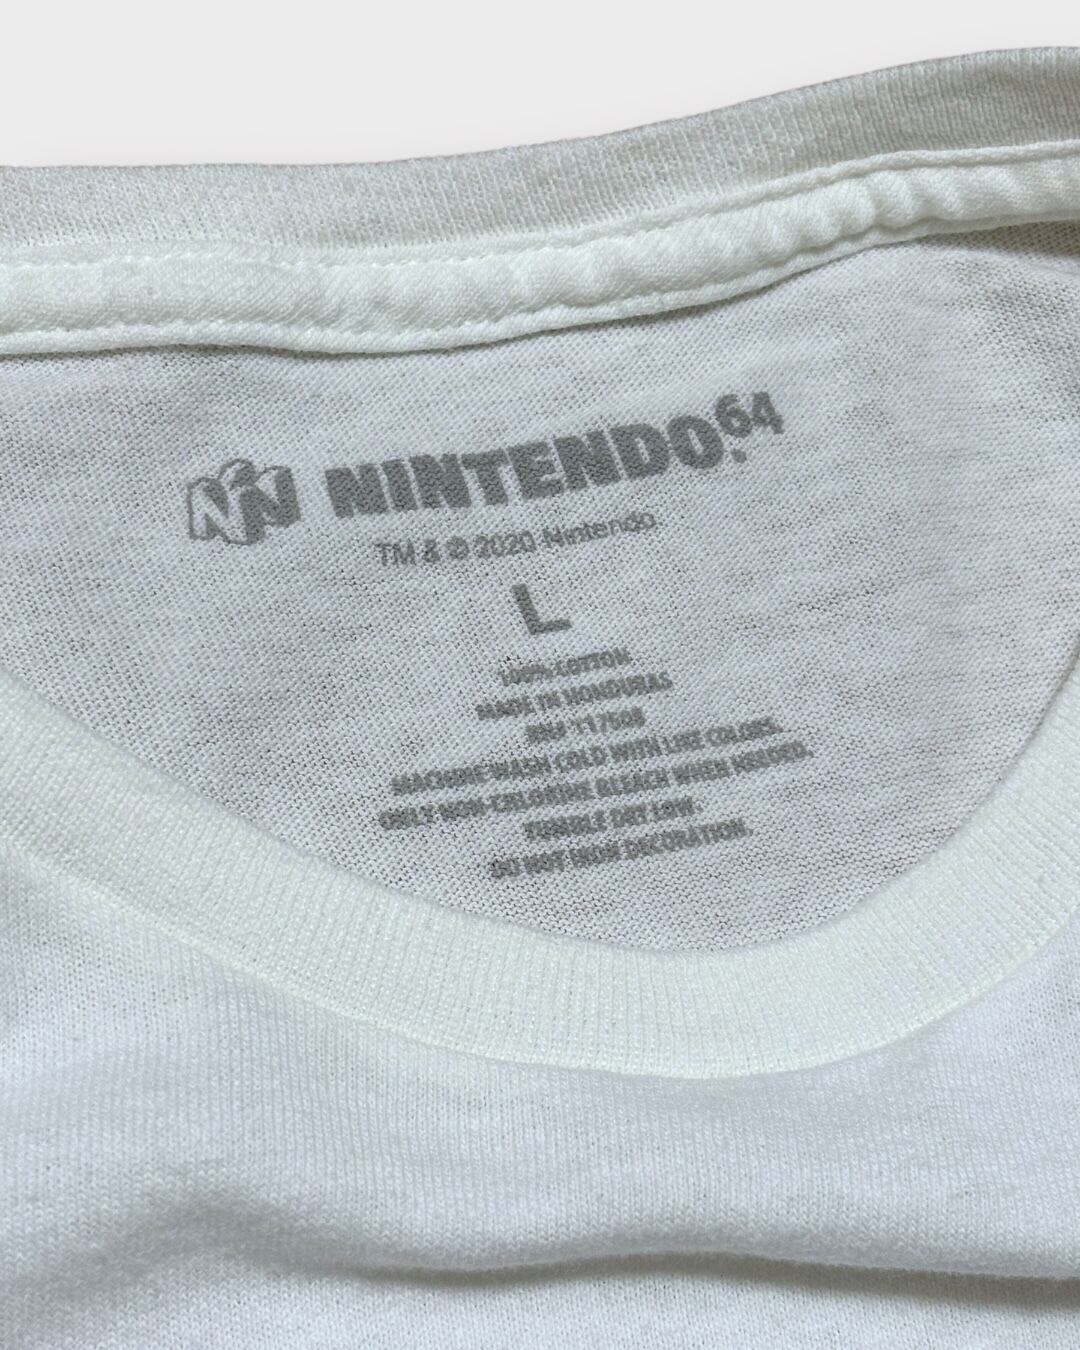 NINTENDO64
TM & © 2020 Nintendo
L
100% COTTON
MADE IN HONDURAS
RN# 117508
MACHINE WASH COLD WITH LIKE COLORS.
ONLY NON-CHLORINE BLEACH WHEN NEEDED.
TUMBLE DRY LOW.
DO NOT IRON DECORATION.